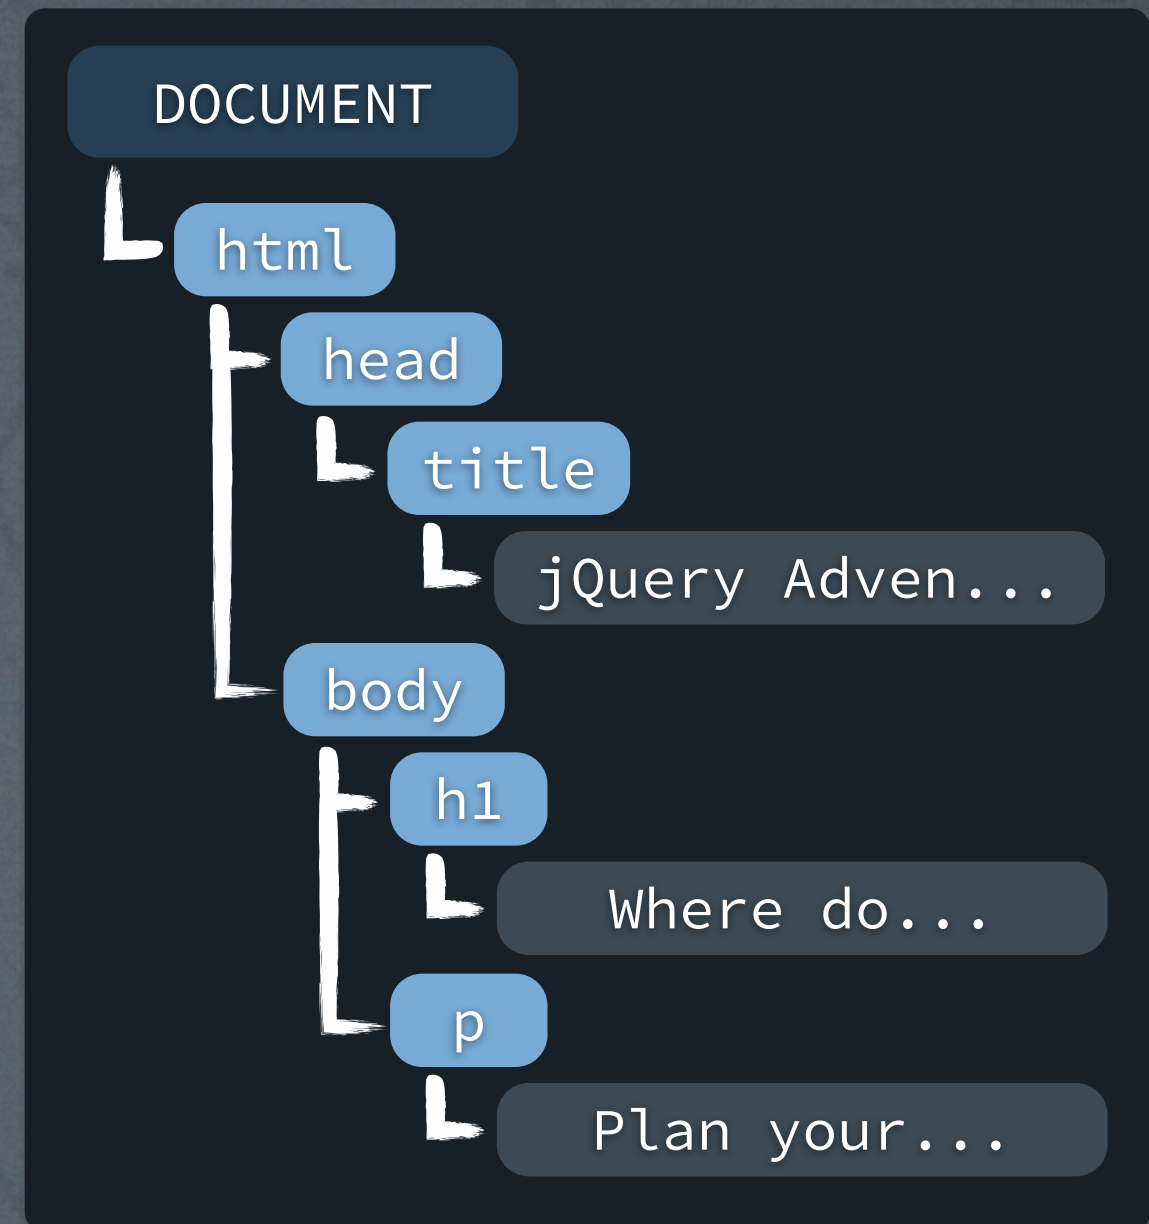 DOCUMENT
html
head
title
jQuery Adven...
body
h1
Where do...
p
Plan your...